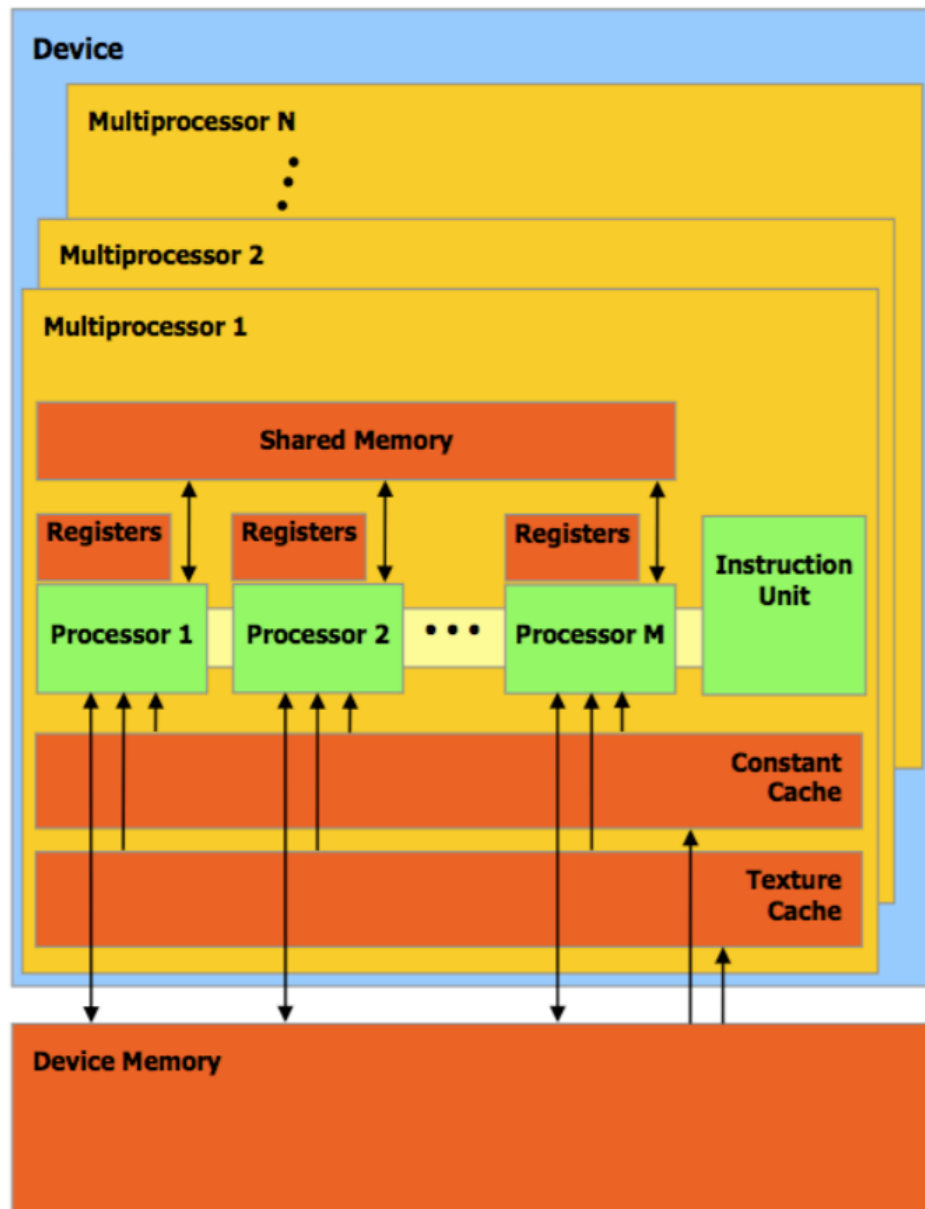 Device
Multiprocessor N
Multiprocessor 2
Multiprocessor 1
Shared Memory
Registers
Registers
Registers
Instruction
Unit
Processor 1
Processor 2
Processor M
Constant
Cache
Texture
Cache
Device Memory